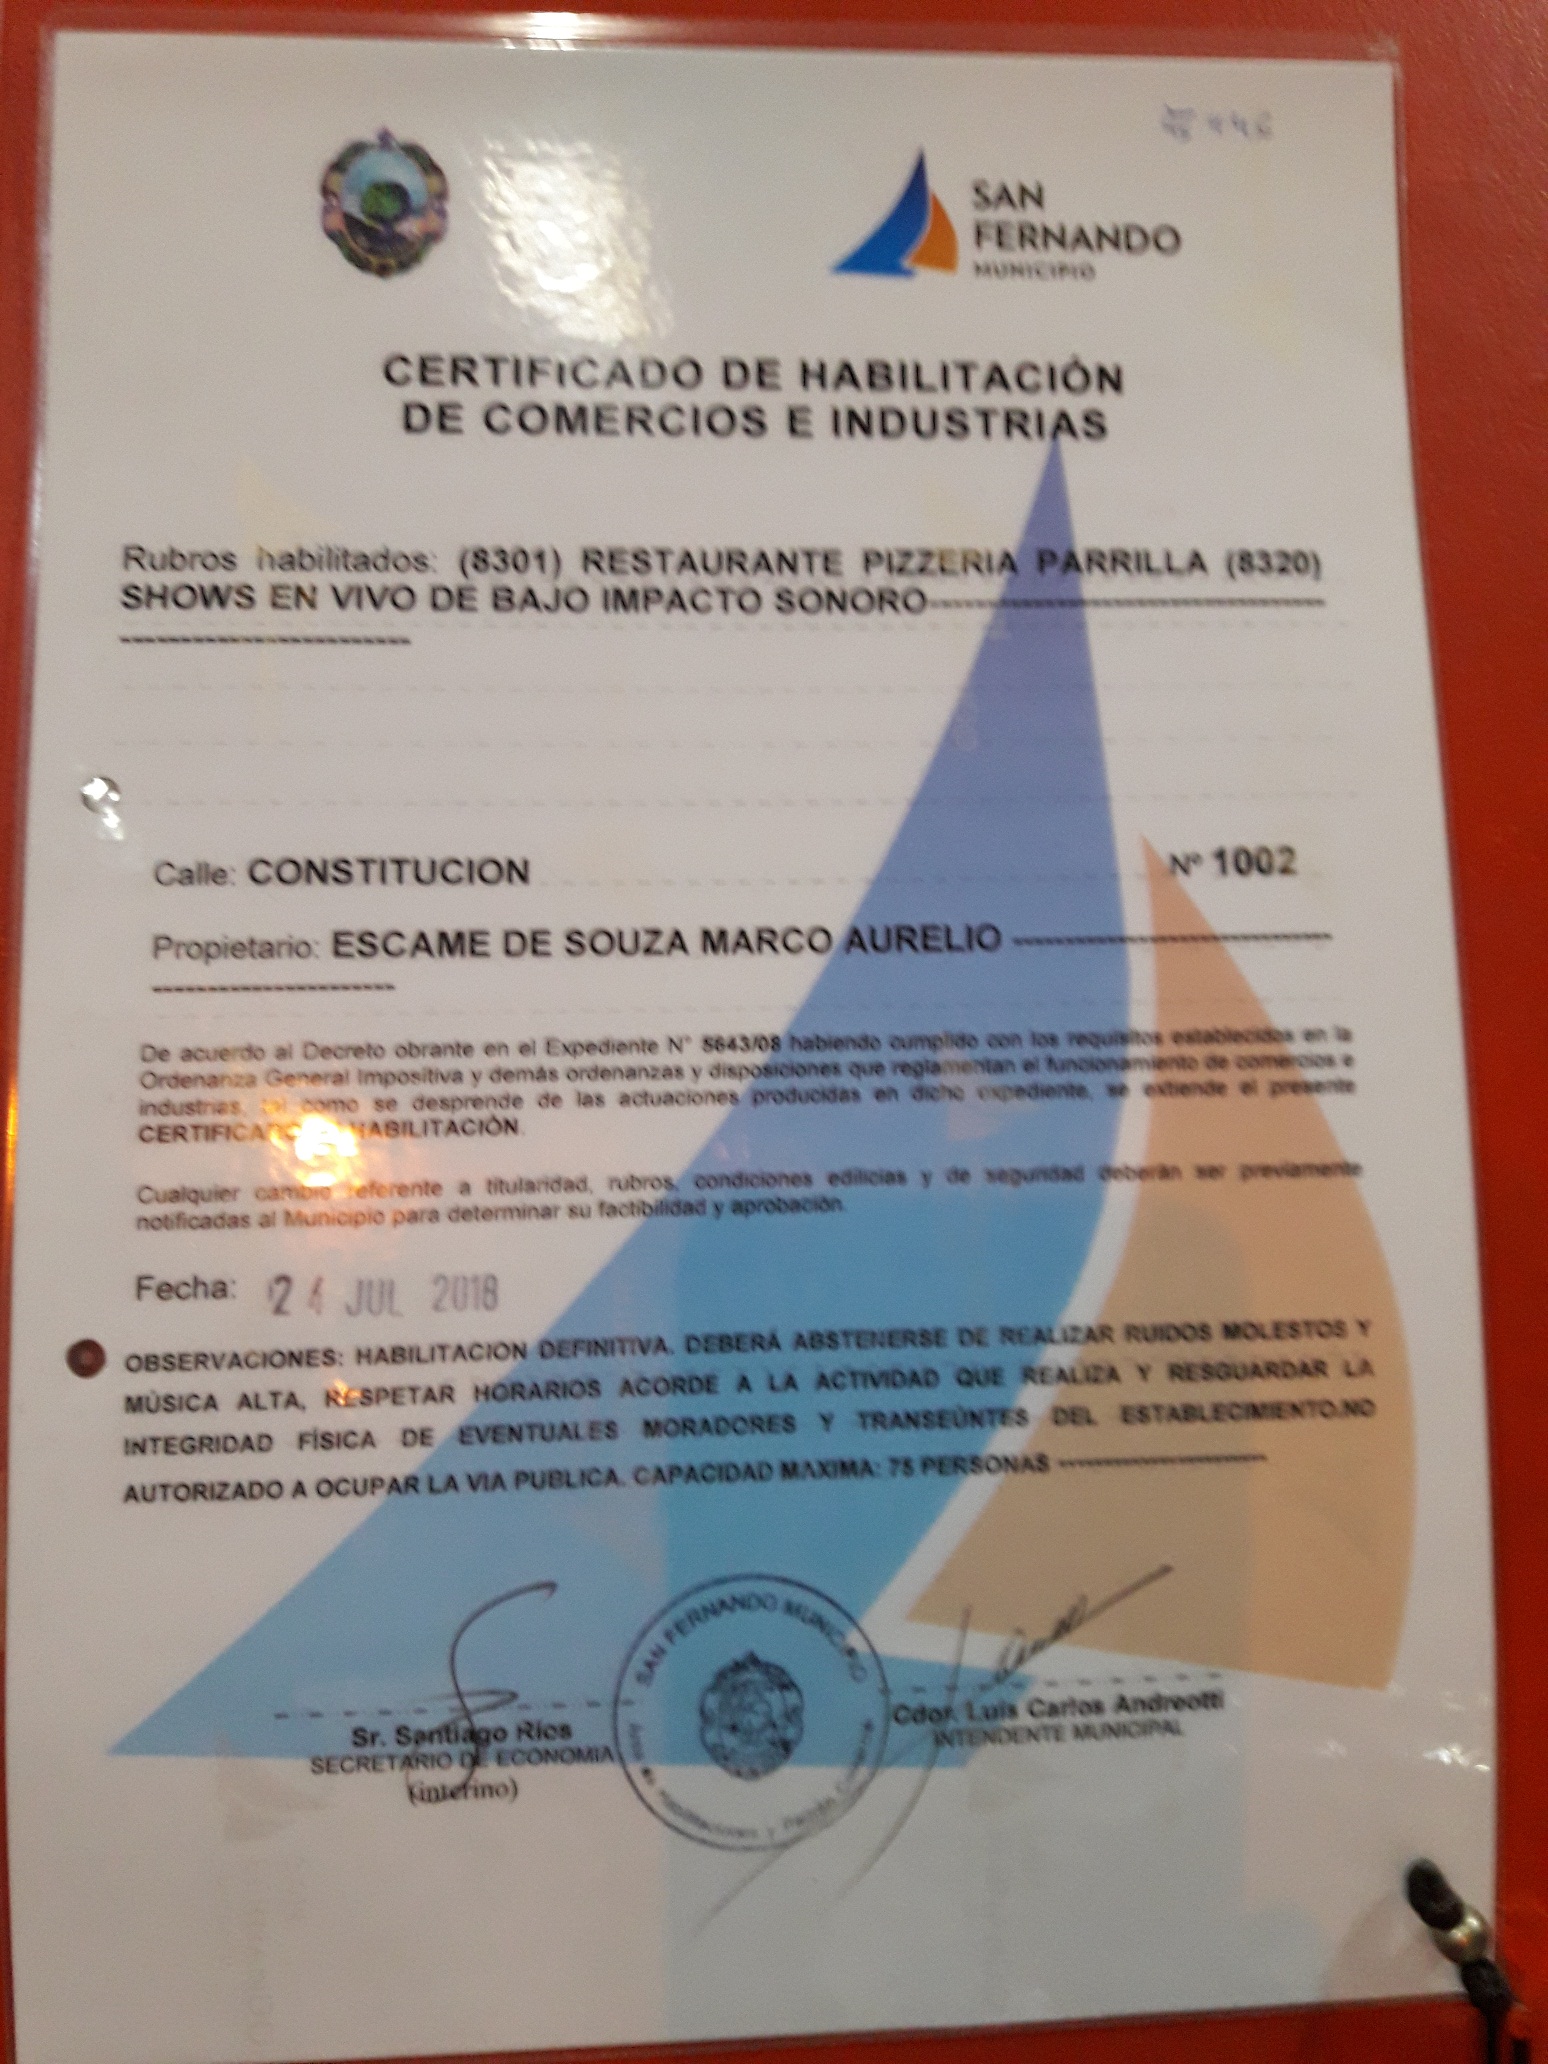 SAN
FERNANDO
MUNICIPIO
CERTIFICADO DE HABILITACIÓN
DE COMERCIOS E INDUSTRIAS
Rubros habilitados: (8301) RESTAURANTE PIZZERIA PARRILLA (8320)
SHOWS EN VIVO DE BAJO IMPACTO SONORO
Calle: CONSTITUCION Nº 1002
Propietario: ESCAME DE SOUZA MARCO AURELIO
De acuerdo al Decreto obrante en el Expediente N° 5643/08 habiendo cumplido con los requisitos establecidos en la
Ordenanza General Impositiva y demás ordenanzas y disposiciones que reglamentan el funcionamiento de comercios e
industrias, tal como se desprende de las actuaciones producidas en dicho expediente, se extiende el presente
CERTIFICADO DE HABILITACIÓN.
Cualquier cambio referente a titularidad, rubros, condiciones edilicias y de seguridad deberán ser previamente
notificadas al Municipio para determinar su factibilidad y aprobación.
Fecha: 24 JUL 2018
OBSERVACIONES: HABILITACION DEFINITIVA. DEBERÁ ABSTENERSE DE REALIZAR RUIDOS MOLESTOS Y
MÚSICA ALTA, RESPETAR HORARIOS ACORDE A LA ACTIVIDAD QUE REALIZA Y RESGUARDAR LA
INTEGRIDAD FÍSICA DE EVENTUALES MORADORES Y TRANSEÚNTES DEL ESTABLECIMIENTO.NO
AUTORIZADO A OCUPAR LA VIA PUBLICA. CAPACIDAD MAXIMA: 75 PERSONAS
Sr. Santiago Ríos
SECRETARIO DE ECONOMIA
(interino)
SAN FERNANDO MUNICIPIO
Habilitaciones y
Cdor. Luis Carlos Andreotti
INTENDENTE MUNICIPAL